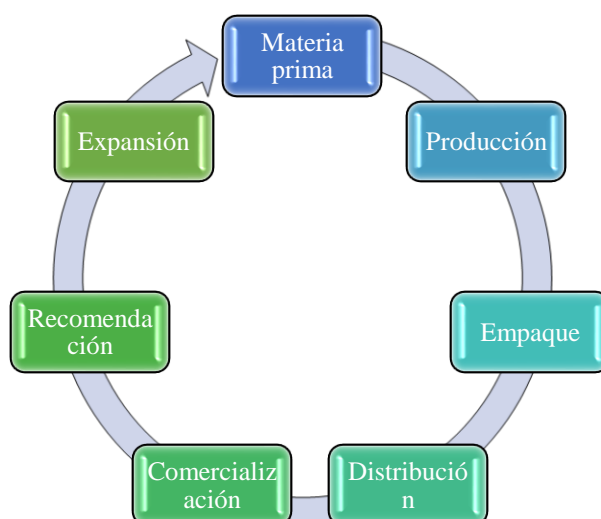 Materia
prima
Producción
Empaque
Distribució
n
Comercializ
ación
Recomenda
ción
Expansión